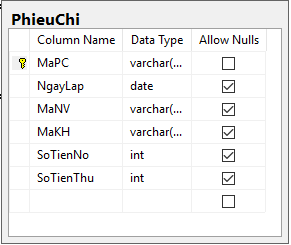 PhieuChi
Column Name Data Type Allow Nulls
MaPC varchar(...
NgayLap date
MaNV varchar(...
MaKH varchar(...
SoTienNo int
SoTienThu int